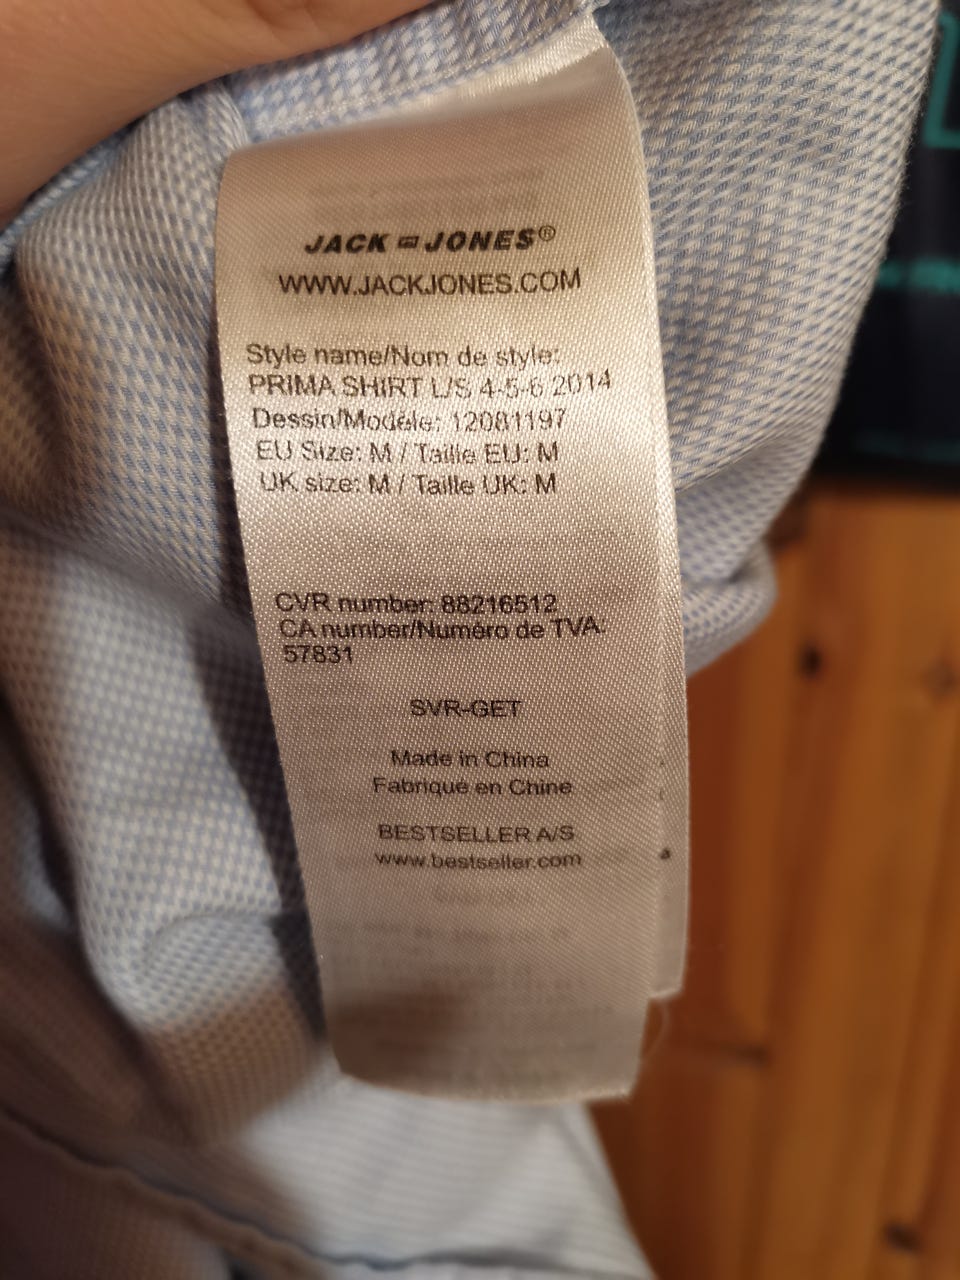 JACK = JONES®
WWW.JACKJONES.COM
Style name/Nom de style:
PRIMA SHIRT L/S 4-5-6 2014
Dessin/Modèle: 12081197
EU Size: M / Taille EU: M
UK size: M / Taille UK: M
CVR number: 88216512
CA number/Numéro de TVA:
57831
SVR-GET
Made in China
Fabrique en Chine
BESTSELLER A/S
www.bestseller.com